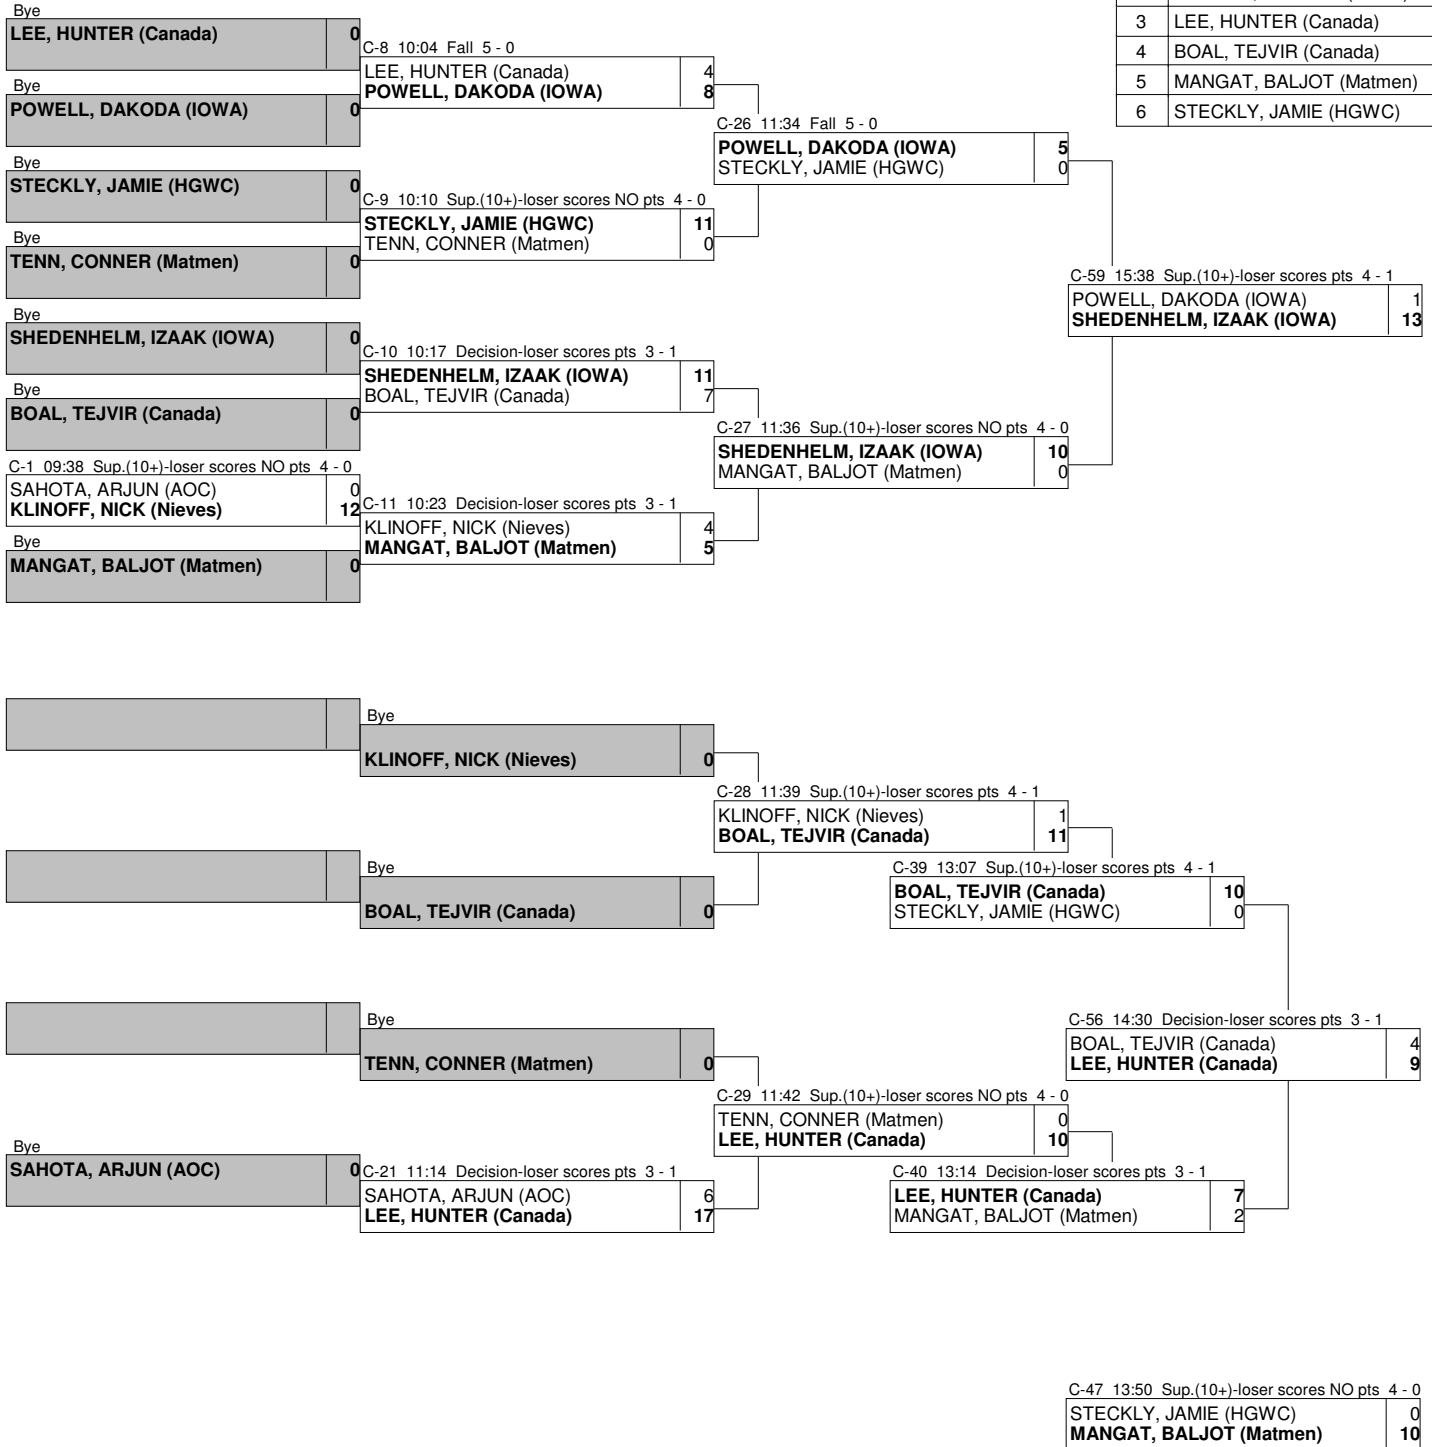 Bye
LEE, HUNTER (Canada) 0
Bye
POWELL, DAKODA (IOWA) 0
Bye
STECKLY, JAMIE (HGWC) 0
Bye
TENN, CONNER (Matmen) 0
Bye
SHEDENHELM, IZAAK (IOWA) 0
Bye
BOAL, TEJVIR (Canada) 0
C-1 09:38 Sup.(10+)-loser scores NO pts 4 - 0
SAHOTA, ARJUN (AOC) 0
KLINOFF, NICK (Nieves) 12
Bye
MANGAT, BALJOT (Matmen) 0
C-8 10:04 Fall 5 - 0
LEE, HUNTER (Canada) 4
POWELL, DAKODA (IOWA) 8
C-9 10:10 Sup.(10+)-loser scores NO pts 4 - 0
STECKLY, JAMIE (HGWC) 11
TENN, CONNER (Matmen) 0
C-10 10:17 Decision-loser scores pts 3 - 1
SHEDENHELM, IZAAK (IOWA) 11
BOAL, TEJVIR (Canada) 7
C-11 10:23 Decision-loser scores pts 3 - 1
KLINOFF, NICK (Nieves) 4
MANGAT, BALJOT (Matmen) 5
C-26 11:34 Fall 5 - 0
POWELL, DAKODA (IOWA) 5
STECKLY, JAMIE (HGWC) 0
C-27 11:36 Sup.(10+)-loser scores NO pts 4 - 0
SHEDENHELM, IZAAK (IOWA) 10
MANGAT, BALJOT (Matmen) 0
3 LEE, HUNTER (Canada)
4 BOAL, TEJVIR (Canada)
5 MANGAT, BALJOT (Matmen)
6 STECKLY, JAMIE (HGWC)
C-59 15:38 Sup.(10+)-loser scores pts 4 - 1
POWELL, DAKODA (IOWA) 1
SHEDENHELM, IZAAK (IOWA) 13
Bye
KLINOFF, NICK (Nieves) 0
Bye
BOAL, TEJVIR (Canada) 0
C-28 11:39 Sup.(10+)-loser scores pts 4 - 1
KLINOFF, NICK (Nieves) 1
BOAL, TEJVIR (Canada) 11
C-39 13:07 Sup.(10+)-loser scores pts 4 - 1
BOAL, TEJVIR (Canada) 10
STECKLY, JAMIE (HGWC) 0
Bye
TENN, CONNER (Matmen) 0
Bye
SAHOTA, ARJUN (AOC) 0
C-21 11:14 Decision-loser scores pts 3 - 1
SAHOTA, ARJUN (AOC) 6
LEE, HUNTER (Canada) 17
C-29 11:42 Sup.(10+)-loser scores NO pts 4 - 0
TENN, CONNER (Matmen) 0
LEE, HUNTER (Canada) 10
C-40 13:14 Decision-loser scores pts 3 - 1
LEE, HUNTER (Canada) 7
MANGAT, BALJOT (Matmen) 2
C-56 14:30 Decision-loser scores pts 3 - 1
BOAL, TEJVIR (Canada) 4
LEE, HUNTER (Canada) 9
C-47 13:50 Sup.(10+)-loser scores NO pts 4 - 0
STECKLY, JAMIE (HGWC) 0
MANGAT, BALJOT (Matmen) 10